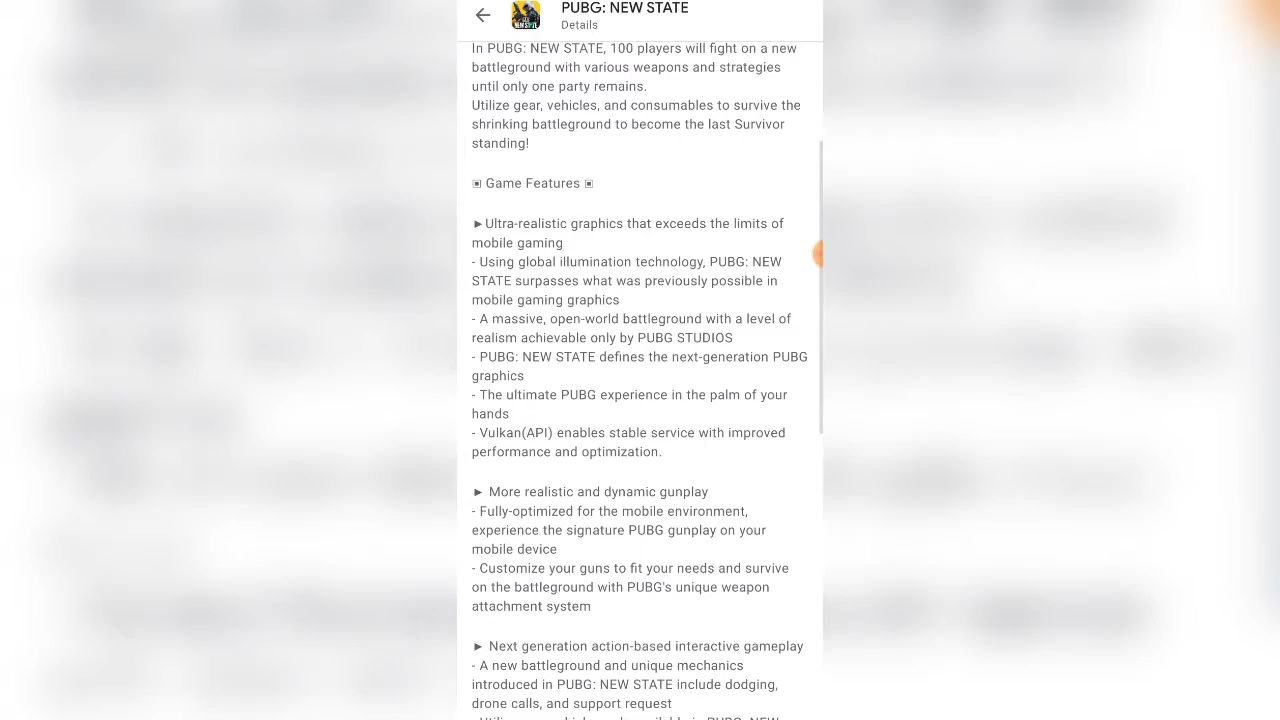 PUBG: NEW STATE
Details
In PUBG: NEW STATE, 100 players will fight on a new
battleground with various weapons and strategies
until only one party remains.
Utilize gear, vehicles, and consumables to survive the
shrinking battleground to become the last Survivor
standing!
▣ Game Features ▣
►Ultra-realistic graphics that exceeds the limits of
mobile gaming
- Using global illumination technology, PUBG: NEW
STATE surpasses what was previously possible in
mobile gaming graphics
- A massive, open-world battleground with a level of
realism achievable only by PUBG STUDIOS
- PUBG: NEW STATE defines the next-generation PUBG
graphics
- The ultimate PUBG experience in the palm of your
hands
- Vulkan(API) enables stable service with improved
performance and optimization.
► More realistic and dynamic gunplay
- Fully-optimized for the mobile environment,
experience the signature PUBG gunplay on your
mobile device
- Customize your guns to fit your needs and survive
on the battleground with PUBG's unique weapon
attachment system
► Next generation action-based interactive gameplay
- A new battleground and unique mechanics
introduced in PUBG: NEW STATE include dodging,
drone calls, and support request